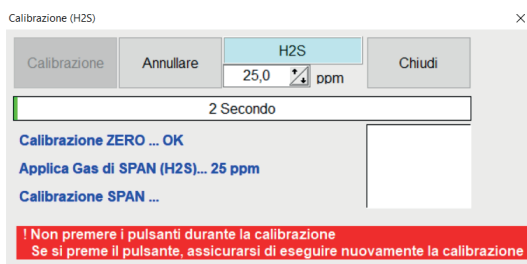 Calibrazione (H2S)
Calibrazione
Annullare
H2S
25,0 ppm
Chiudi
2 Secondo
Calibrazione ZERO ... OK
Applica Gas di SPAN (H2S)... 25 ppm
Calibrazione SPAN ...
! Non premere i pulsanti durante la calibrazione
Se si preme il pulsante, assicurarsi di eseguire nuovamente la calibrazione